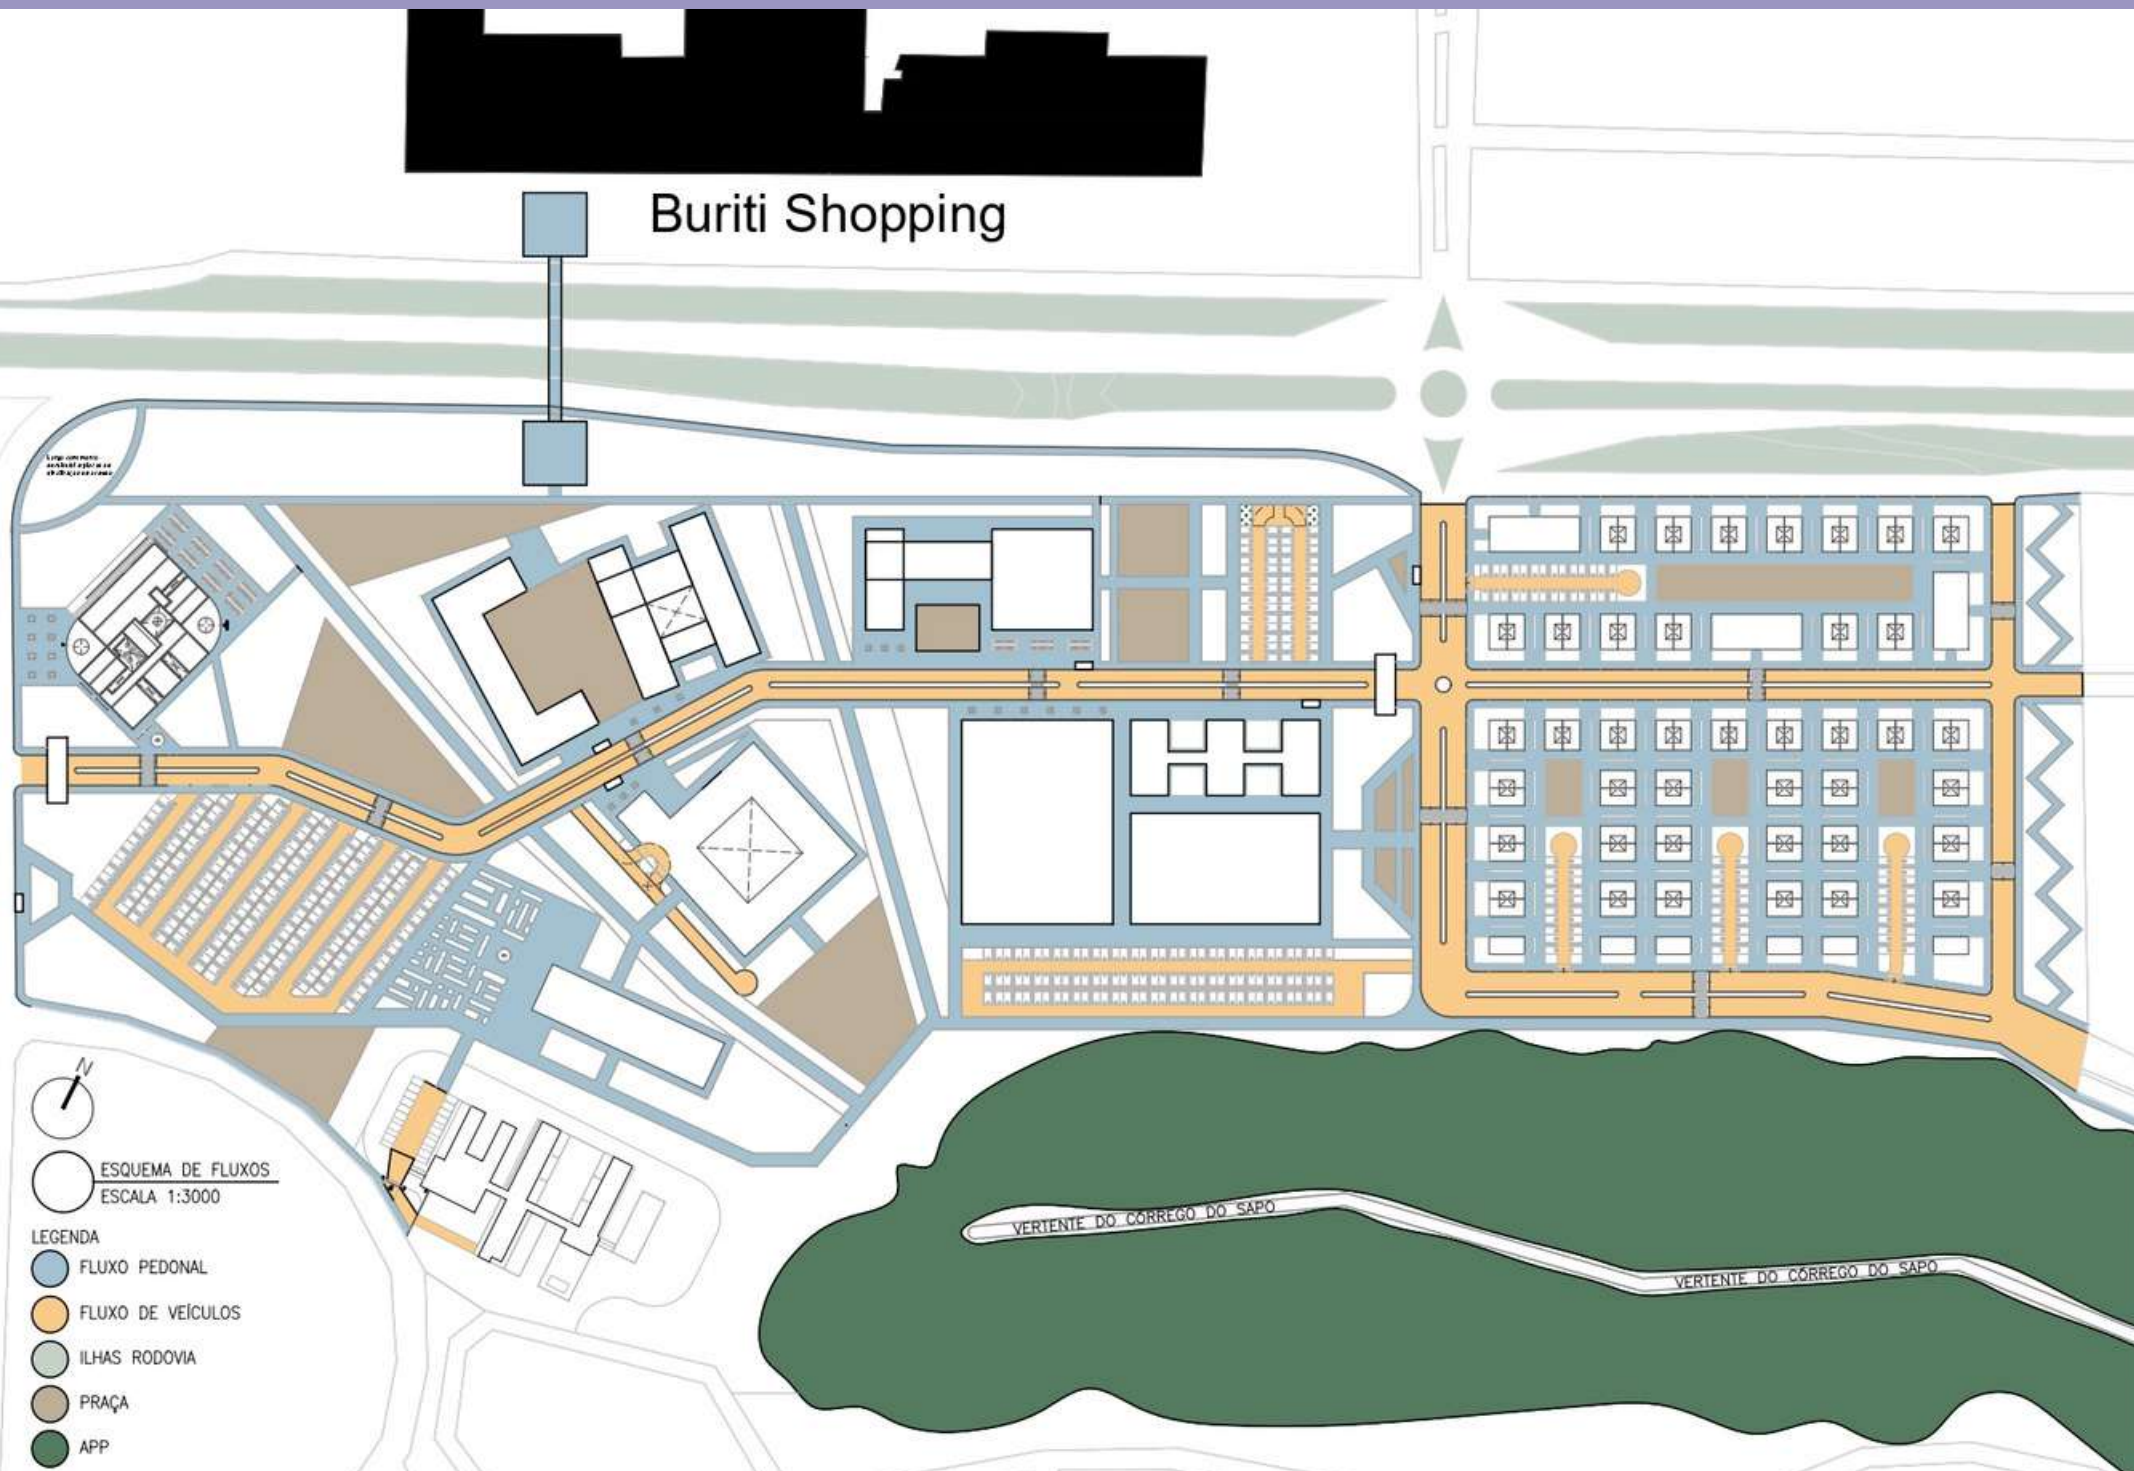 Buriti Shopping
N
ESQUEMA DE FLUXOS
ESCALA 1:3000
LEGENDA
FLUXO PEDONAL
FLUXO DE VEÍCULOS
ILHAS RODOVIA
PRAÇA
APP
VERTENTE DO CÓRREGO DO SAPO
VERTENTE DO CÓRREGO DO SAPO